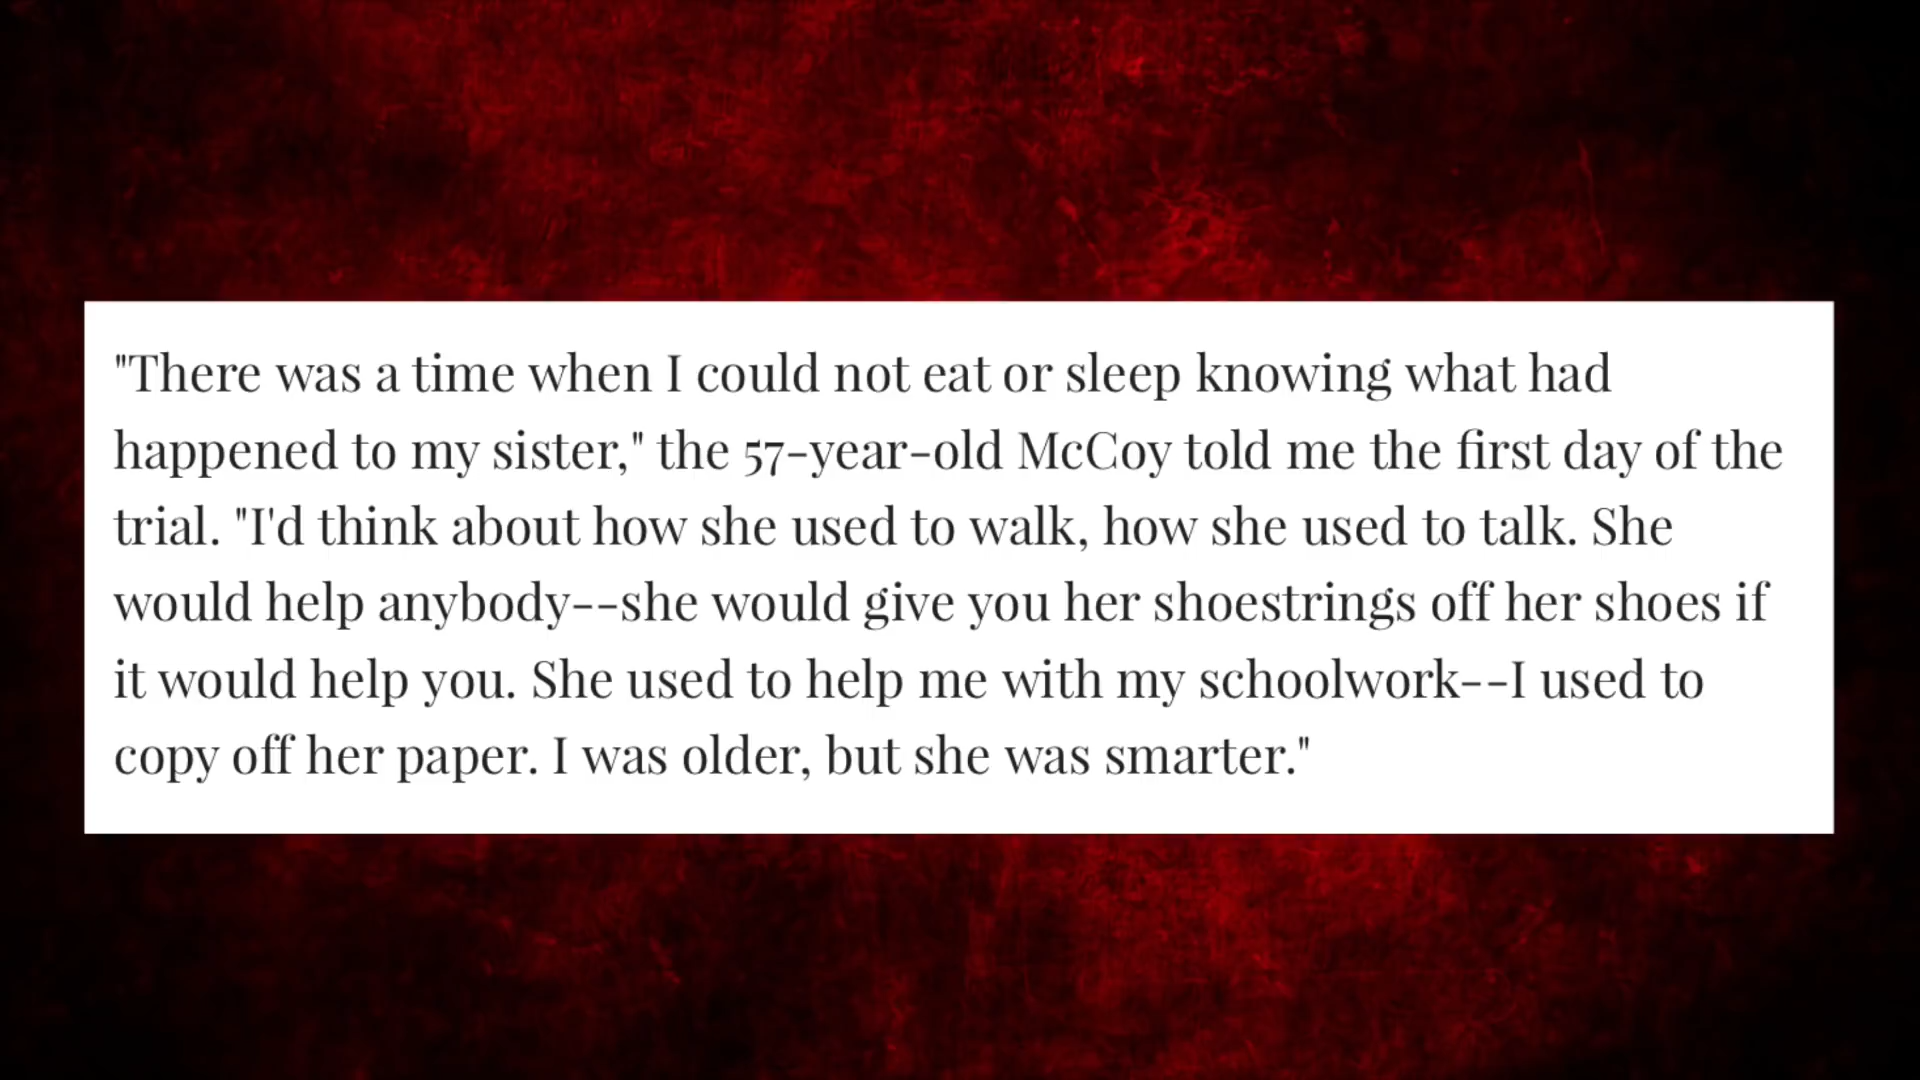 "There was a time when I could not eat or sleep knowing what had
happened to my sister," the 57-year-old McCoy told me the first day of the
trial. "I'd think about how she used to walk, how she used to talk. She
would help anybody--she would give you her shoestrings off her shoes if
it would help you. She used to help me with my schoolwork--I used to
copy off her paper. I was older, but she was smarter."